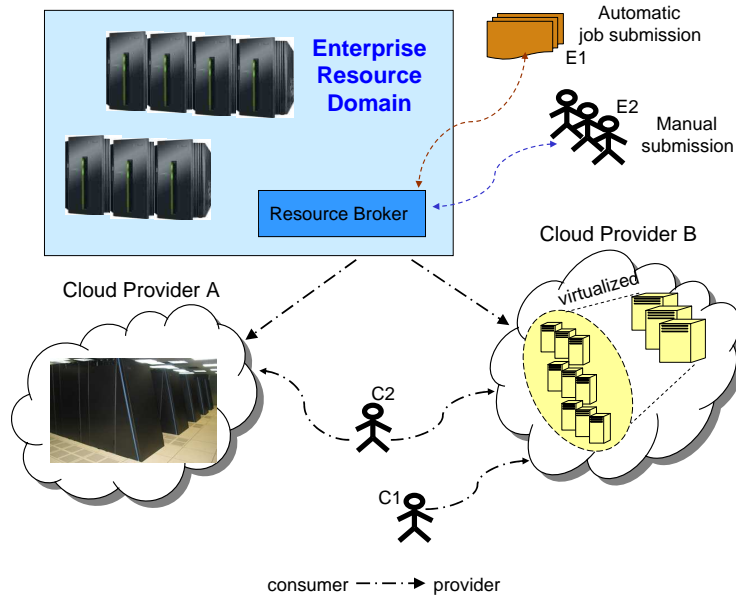 Enterprise
Resource
Domain
Automatic
job submission
E1
E2
Manual
submission
Resource Broker
Cloud Provider B
Cloud Provider A
virtualized
C2
C1
consumer
provider